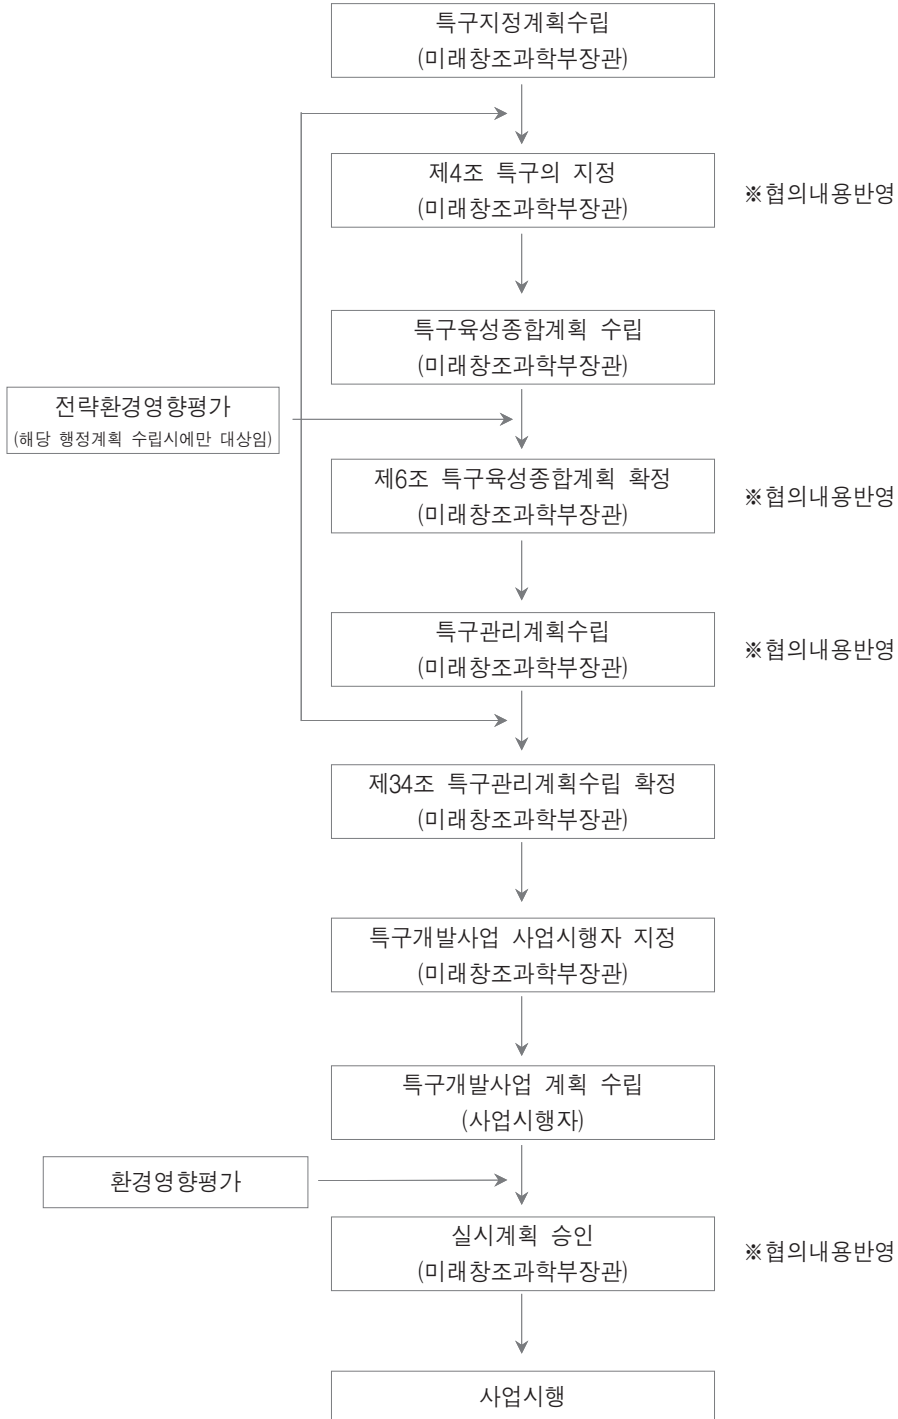 특구지정계획수립
(미래창조과학부장관)
제4조 특구의 지정
(미래창조과학부장관)
※협의내용반영
특구육성종합계획 수립
(미래창조과학부장관)
전략환경영향평가
(해당 행정계획 수립시에만 대상임)
제6조 특구육성종합계획 확정
(미래창조과학부장관)
※협의내용반영
특구관리계획수립
(미래창조과학부장관)
※협의내용반영
제34조 특구관리계획수립 확정
(미래창조과학부장관)
특구개발사업 사업시행자 지정
(미래창조과학부장관)
특구개발사업 계획 수립
(사업시행자)
환경영향평가
실시계획 승인
(미래창조과학부장관)
※협의내용반영
사업시행